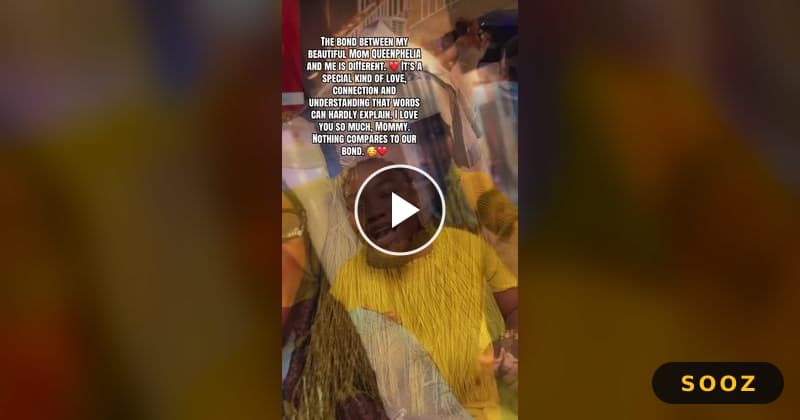 The bond between my
beautiful Mom QUEENPHELIA
and me is different. ❤️ It's a
special kind of love,
connection and
understanding that words
can hardly explain. I love
you so much, Mommy.
Nothing compares to our
bond. 🥰❤️
SOOZ